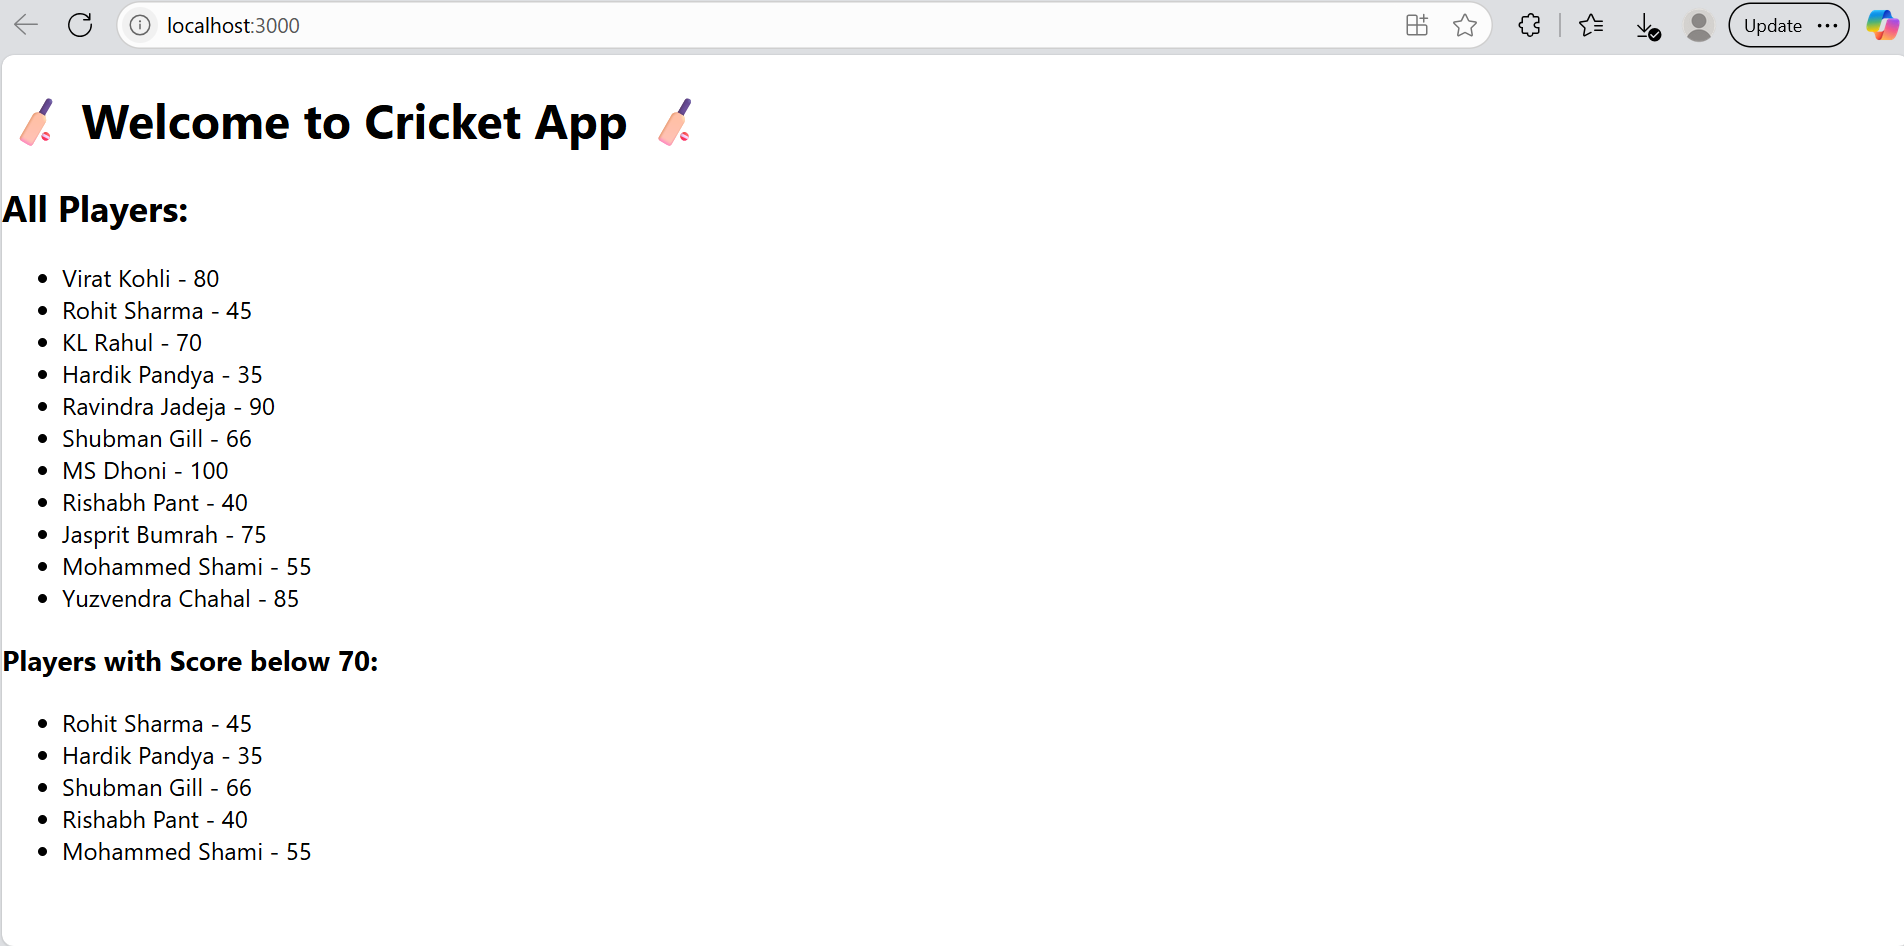 localhost:3000
Update
Welcome to Cricket App
All Players:
Virat Kohli - 80
Rohit Sharma - 45
KL Rahul - 70
Hardik Pandya - 35
Ravindra Jadeja - 90
Shubman Gill - 66
MS Dhoni - 100
Rishabh Pant - 40
Jasprit Bumrah - 75
Mohammed Shami - 55
Yuzvendra Chahal - 85
Players with Score below 70:
Rohit Sharma - 45
Hardik Pandya - 35
Shubman Gill - 66
Rishabh Pant - 40
Mohammed Shami - 55